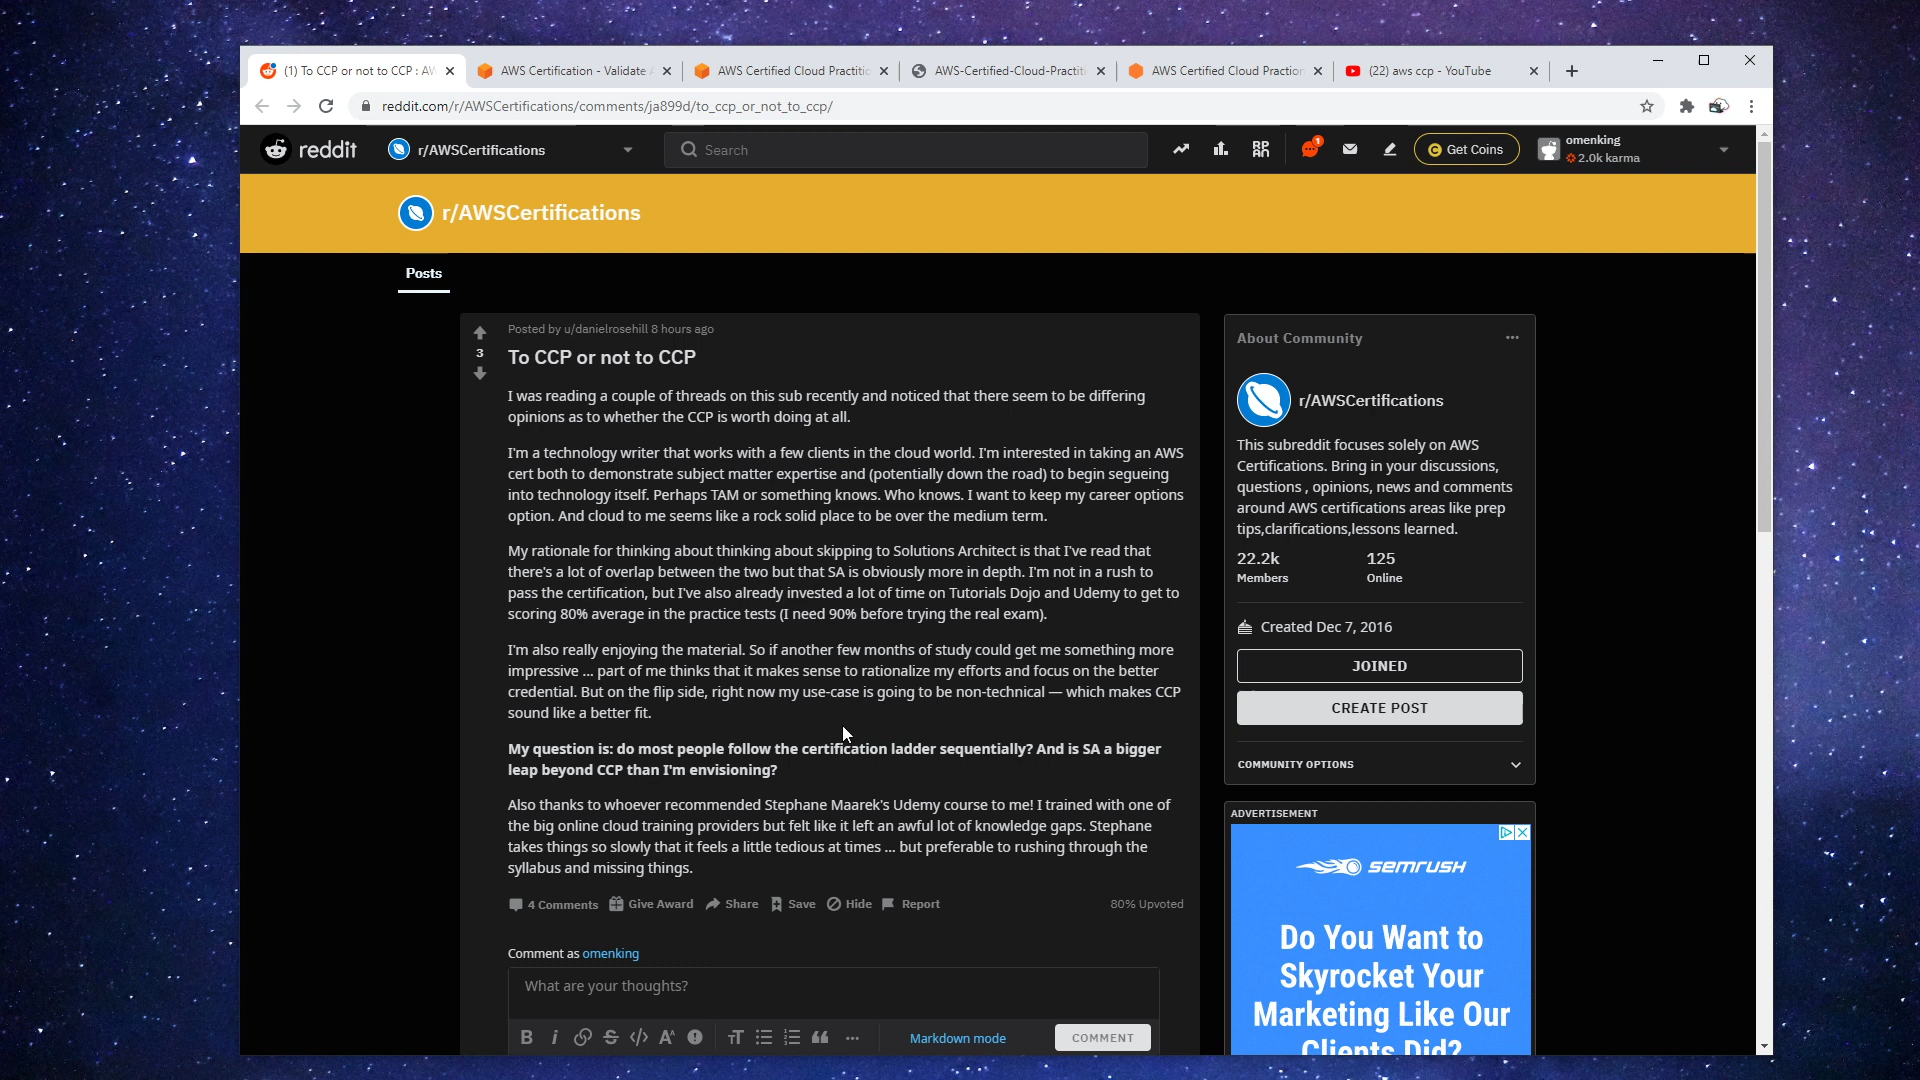 (1) To CCP or not to CCP : AW
AWS Certification - Validate A
AWS Certified Cloud Practitio
AWS-Certified-Cloud-Practiti
AWS Certified Cloud Praction
(22) aws ccp - YouTube
reddit.com/r/AWSCertifications/comments/ja899d/to_ccp_or_not_to_ccp/
reddit
r/AWSCertifications
Search
1
Get Coins
omenking
2.0k karma
r/AWSCertifications
Posts
Posted by u/danielrosehill 8 hours ago
3
To CCP or not to CCP
I was reading a couple of threads on this sub recently and noticed that there seem to be differing
opinions as to whether the CCP is worth doing at all.
I'm a technology writer that works with a few clients in the cloud world. I'm interested in taking an AWS
cert both to demonstrate subject matter expertise and (potentially down the road) to begin segueing
into technology itself. Perhaps TAM or something knows. Who knows. I want to keep my career options
option. And cloud to me seems like a rock solid place to be over the medium term.
My rationale for thinking about thinking about skipping to Solutions Architect is that I've read that
there's a lot of overlap between the two but that SA is obviously more in depth. I'm not in a rush to
pass the certification, but I've also already invested a lot of time on Tutorials Dojo and Udemy to get to
scoring 80% average in the practice tests (I need 90% before trying the real exam).
I'm also really enjoying the material. So if another few months of study could get me something more
impressive ... part of me thinks that it makes sense to rationalize my efforts and focus on the better
credential. But on the flip side, right now my use-case is going to be non-technical — which makes CCP
sound like a better fit.
My question is: do most people follow the certification ladder sequentially? And is SA a bigger
leap beyond CCP than I'm envisioning?
Also thanks to whoever recommended Stephane Maarek's Udemy course to me! I trained with one of
the big online cloud training providers but felt like it left an awful lot of knowledge gaps. Stephane
takes things so slowly that it feels a little tedious at times ... but preferable to rushing through the
syllabus and missing things.
4 Comments Give Award Share Save Hide Report
80% Upvoted
Comment as omenking
What are your thoughts?
Markdown mode
COMMENT
About Community
r/AWSCertifications
This subreddit focuses solely on AWS
Certifications. Bring in your discussions,
questions , opinions, news and comments
around AWS certifications areas like prep
tips,clarifications,lessons learned.
22.2k 125
Members Online
Created Dec 7, 2016
JOINED
CREATE POST
COMMUNITY OPTIONS
ADVERTISEMENT
SEMRUSH
Do You Want to
Skyrocket Your
Marketing Like Our
Clients Did?